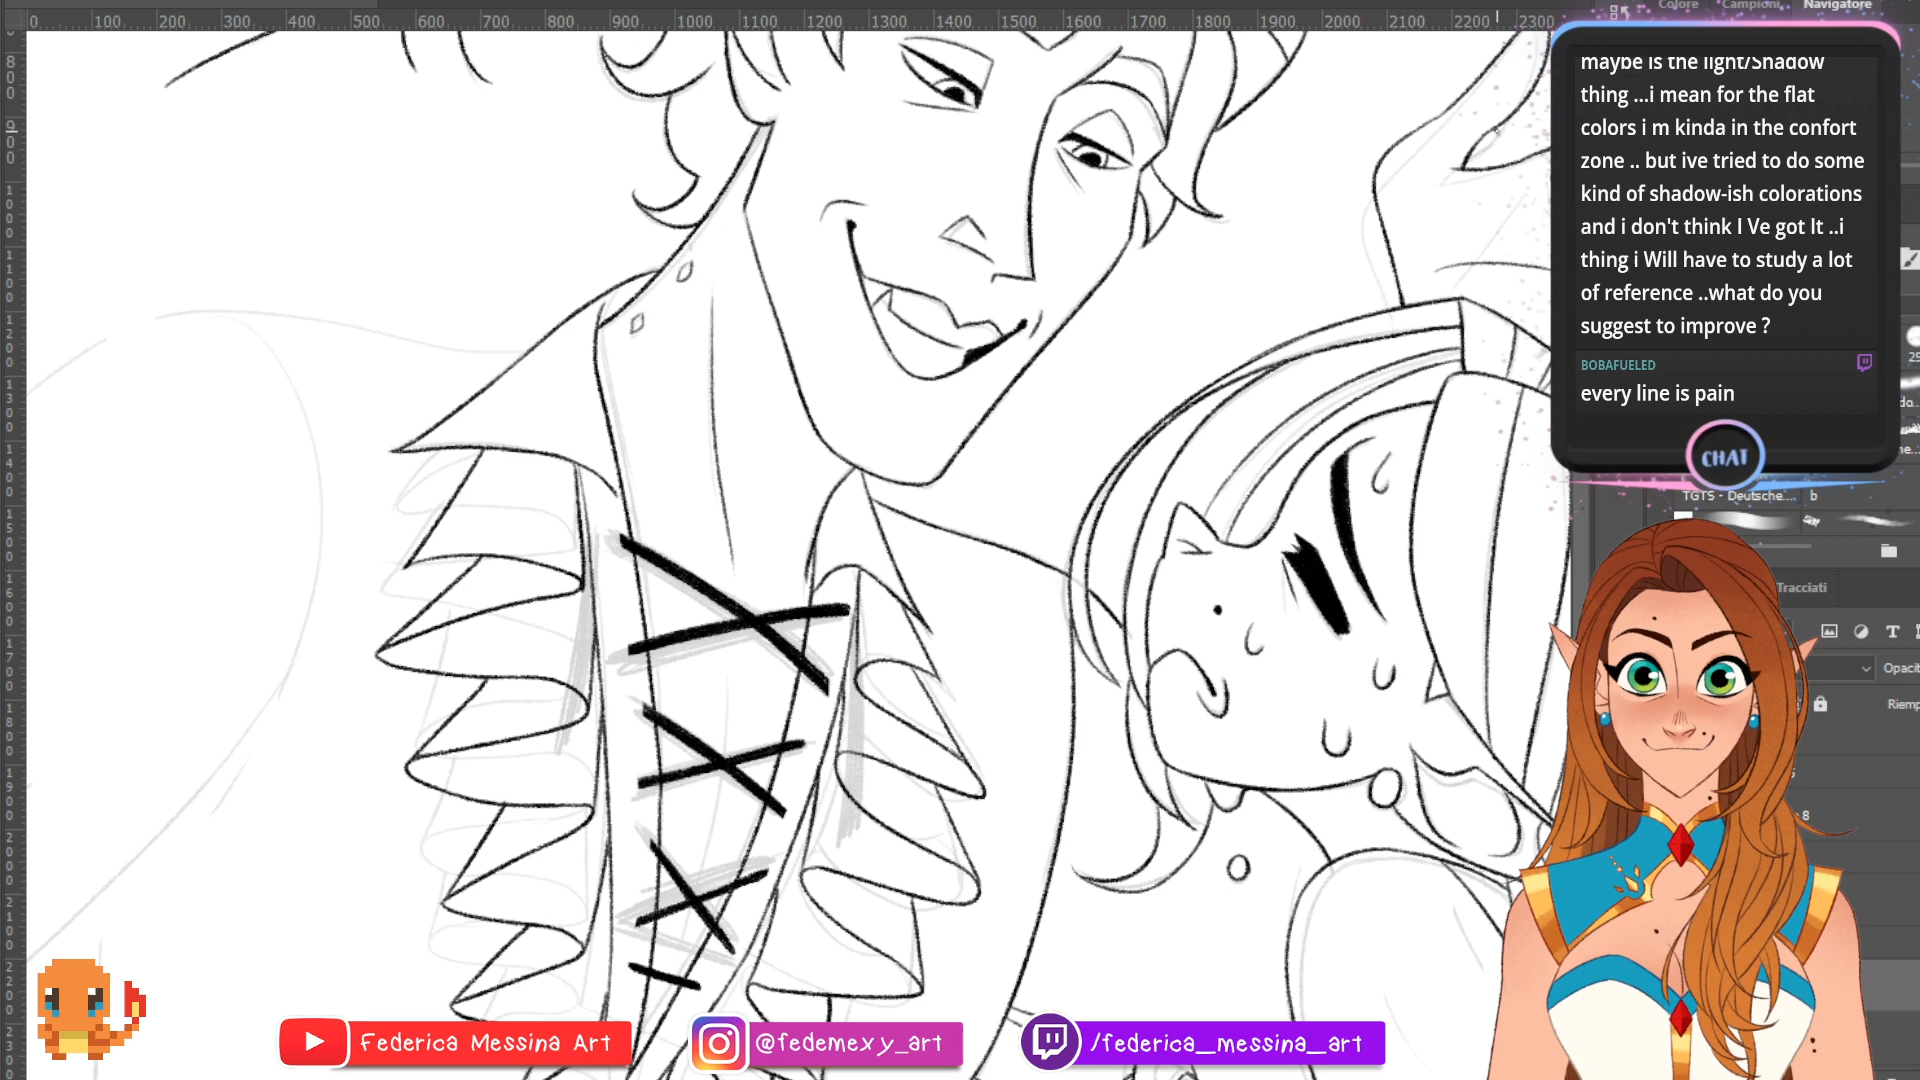 Colore Campioni Navigatore
0 100 200 300 400 500 600 700 800 900 1000 1100 1200 1300 1400 1500 1600 1700 1800 1900 2000 2100 2200 2300
maybe is the light/Shadow
thing ...i mean for the flat
colors i m kinda in the confort
zone .. but ive tried to do some
kind of shadow-ish colorations
and i don't think I Ve got It ..i
thing i Will have to study a lot
of reference ..what do you
suggest to improve ?
BOBAFUELED
every line is pain
CHAT
TGTS - Deutsche.... b
Tracciati
Opacit
Riemp
8
Federica Messina Art
@fedemexy_art
/federica_messina_art